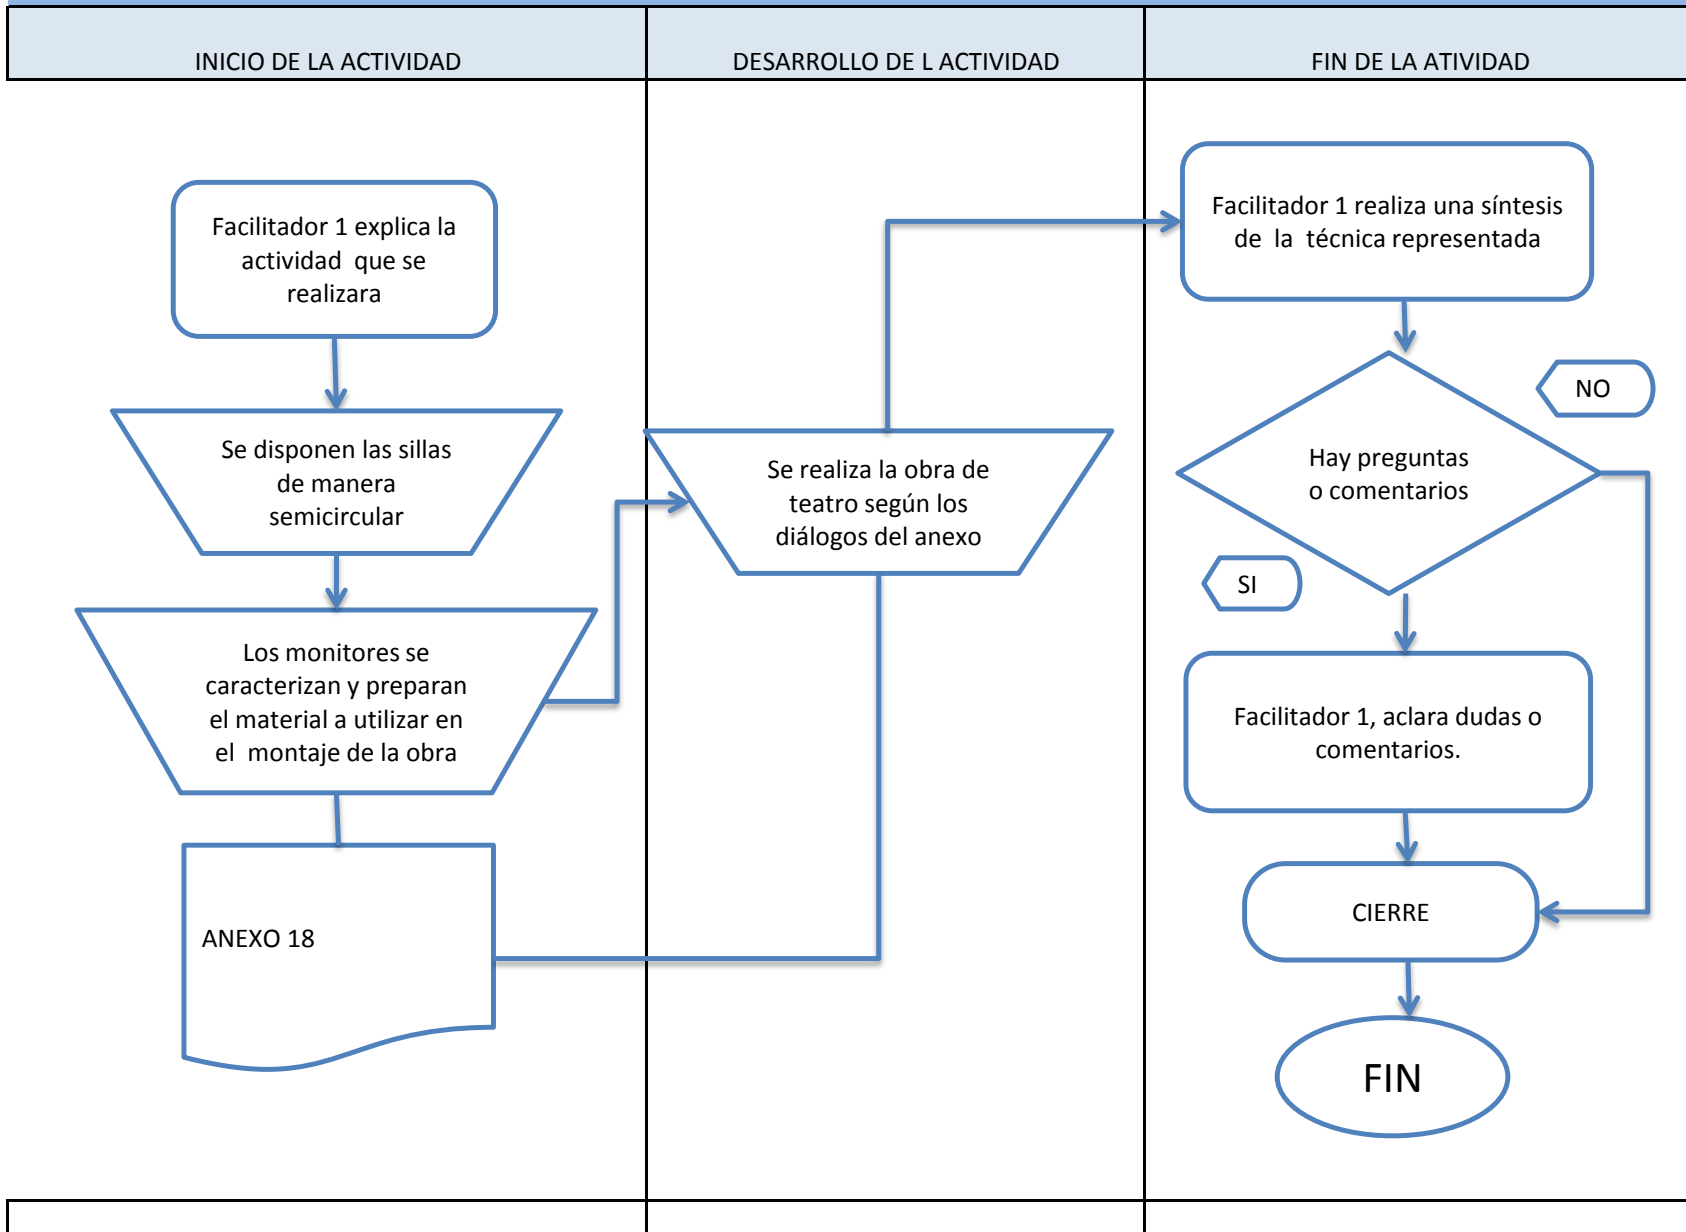 INICIO DE LA ACTIVIDAD
DESARROLLO DE L ACTIVIDAD
FIN DE LA ATIVIDAD
Facilitador 1 explica la
actividad que se
realizara
Se disponen las sillas
de manera
semicircular
Los monitores se
caracterizan y preparan
el material a utilizar en
el montaje de la obra
ANEXO 18
Se realiza la obra de
teatro según los
diálogos del anexo
Facilitador 1 realiza una síntesis
de la técnica representada
NO
Hay preguntas
o comentarios
SI
Facilitador 1, aclara dudas o
comentarios.
CIERRE
FIN